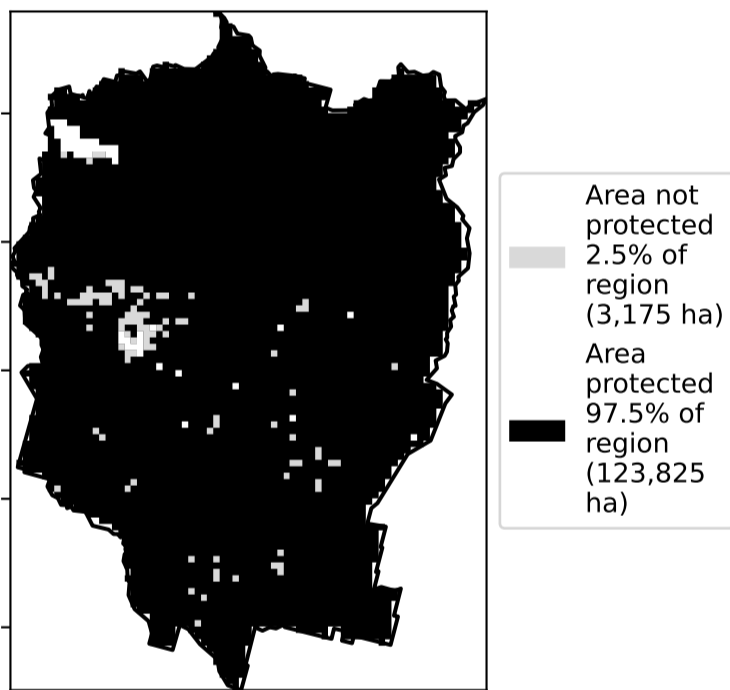 Area not
protected
2.5% of
region
(3,175 ha)
Area
protected
97.5% of
region
(123,825
ha)